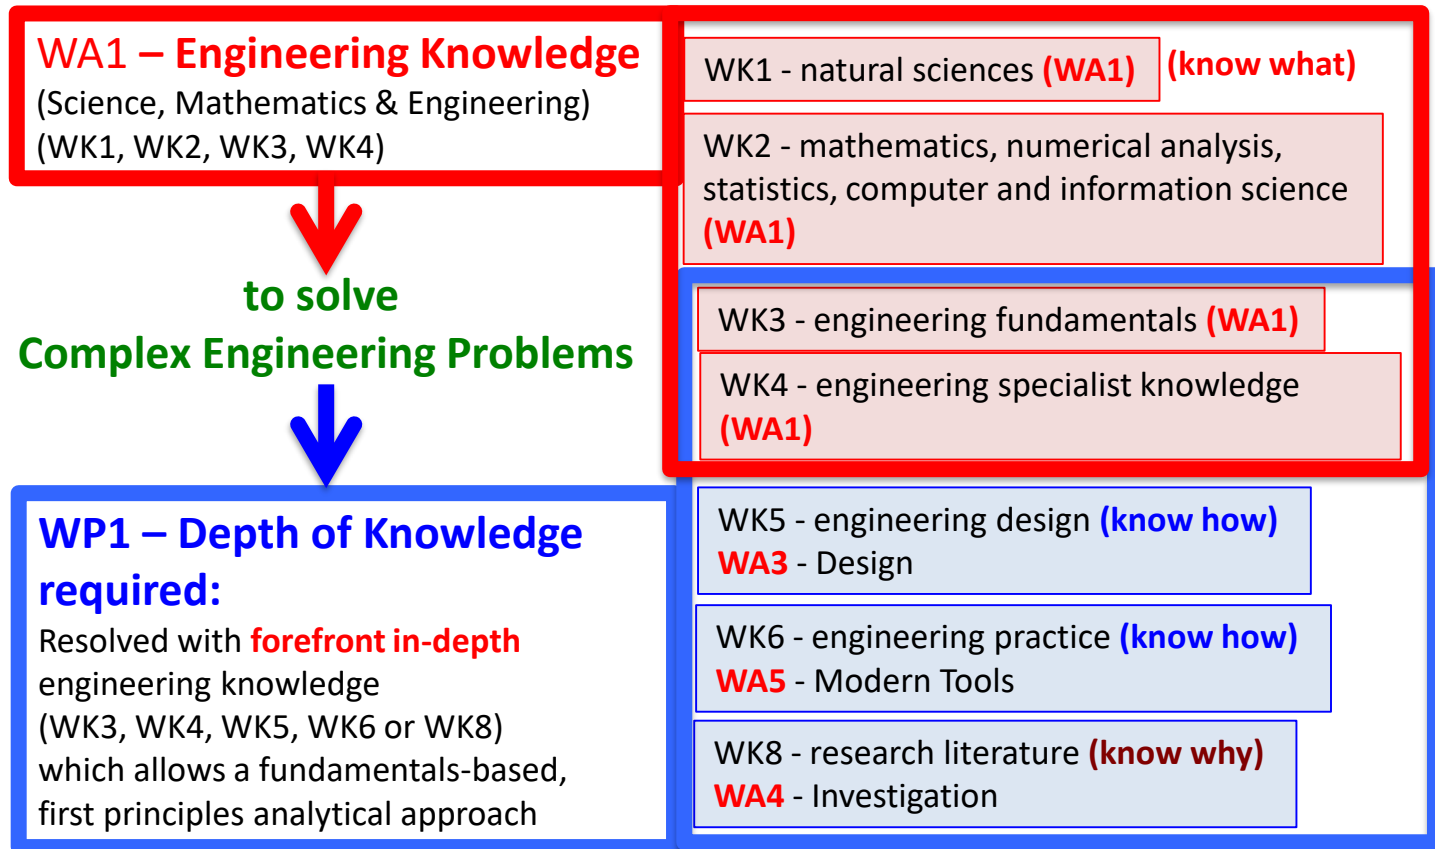 WA1 – Engineering Knowledge
(Science, Mathematics & Engineering)
(WK1, WK2, WK3, WK4)
to solve
Complex Engineering Problems
WP1 – Depth of Knowledge
required:
Resolved with forefront in-depth
engineering knowledge
(WK3, WK4, WK5, WK6 or WK8)
which allows a fundamentals-based,
first principles analytical approach
WK1 - natural sciences (WA1) (know what)
WK2 - mathematics, numerical analysis,
statistics, computer and information science
(WA1)
WK3 - engineering fundamentals (WA1)
WK4 - engineering specialist knowledge
(WA1)
WK5 - engineering design (know how)
WA3 - Design
WK6 - engineering practice (know how)
WA5 - Modern Tools
WK8 - research literature (know why)
WA4 - Investigation